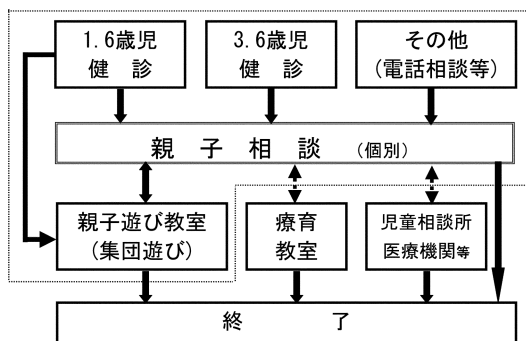 1.6歳児
健　診
3.6歳児
健　診
その他
(電話相談等)
親　子　相　談　(個別)
親子遊び教室
(集団遊び)
療育
教室
児童相談所
医療機関等
終　　　了